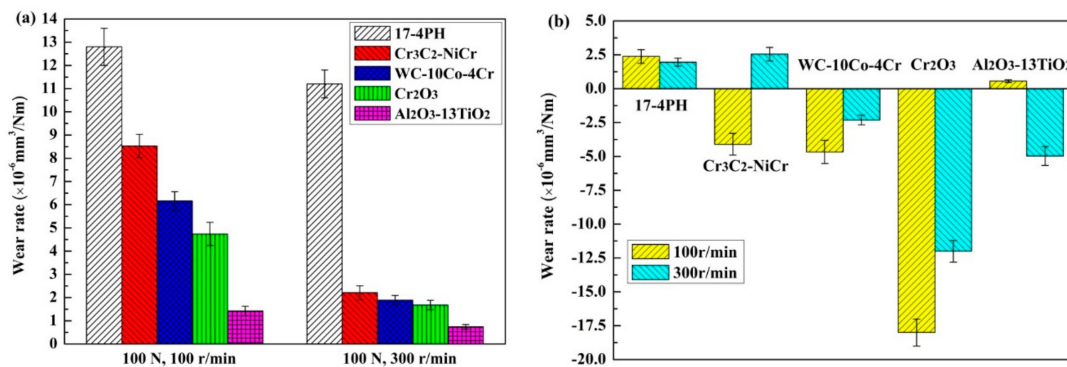 (a)
Wear rate (×10⁻⁶ mm³/Nm)
14
13
12
11
10
9
8
7
6
5
4
3
2
1
0
17-4PH
Cr₃C₂-NiCr
WC-10Co-4Cr
Cr₂O₃
Al₂O₃-13TiO₂
100 N, 100 r/min
100 N, 300 r/min
(b)
Wear rate (×10⁻⁶ mm³/Nm)
5.0
2.5
0.0
-2.5
-5.0
-7.5
-10.0
-12.5
-15.0
-17.5
-20.0
WC-10Co-4Cr
Cr₂O₃
Al₂O₃-13TiO₂
17-4PH
Cr₃C₂-NiCr
100r/min
300r/min